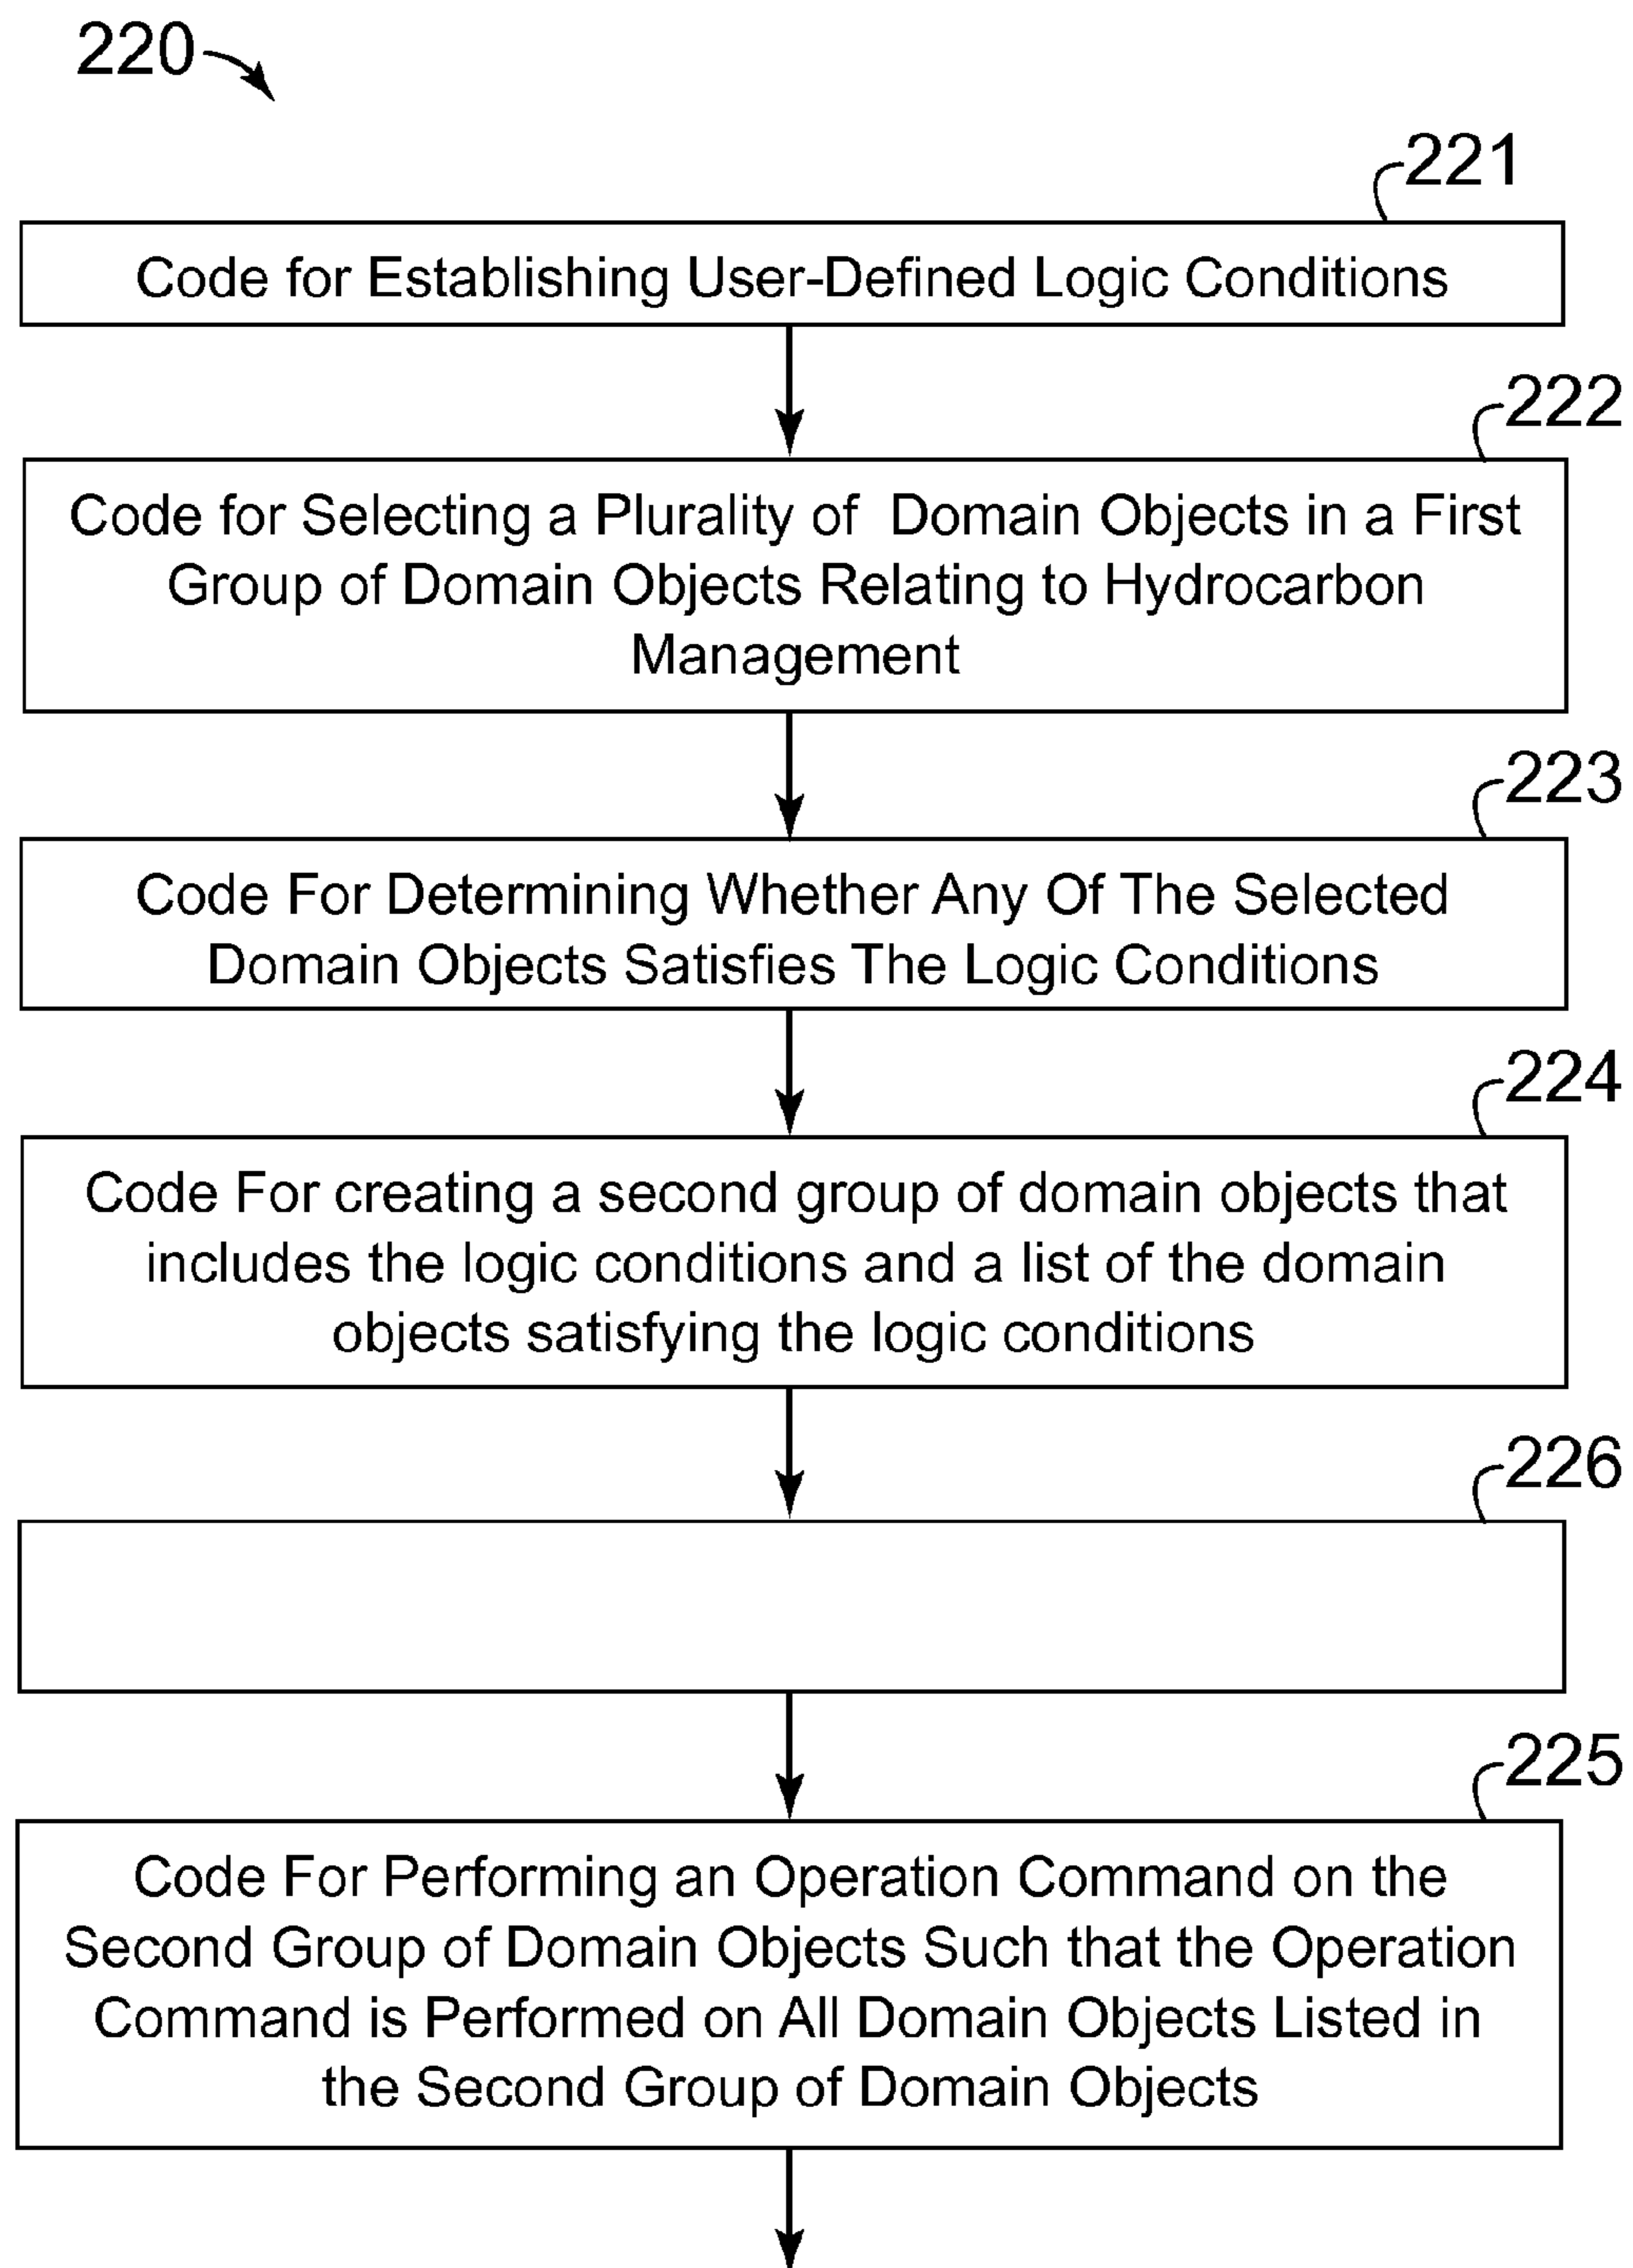 220
221
Code for Establishing User-Defined Logic Conditions
222
Code for Selecting a Plurality of Domain Objects in a First
Group of Domain Objects Relating to Hydrocarbon
Management
223
Code For Determining Whether Any Of The Selected
Domain Objects Satisfies The Logic Conditions
224
Code For creating a second group of domain objects that
includes the logic conditions and a list of the domain
objects satisfying the logic conditions
226
225
Code For Performing an Operation Command on the
Second Group of Domain Objects Such that the Operation
Command is Performed on All Domain Objects Listed in
the Second Group of Domain Objects